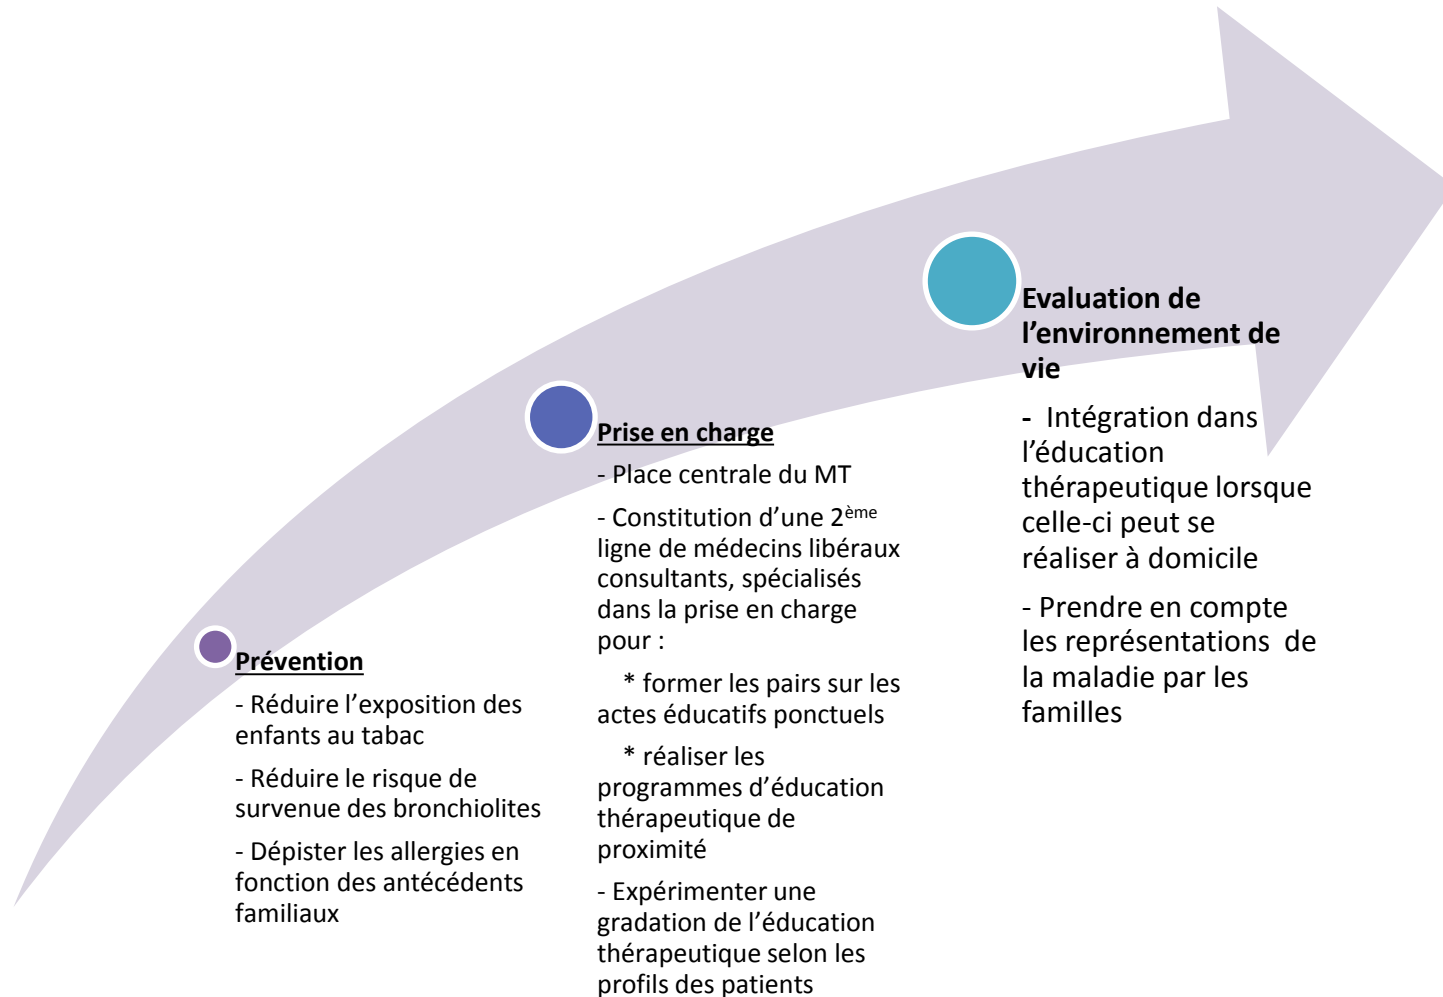 Prévention
- Réduire l’exposition des
enfants au tabac
- Réduire le risque de
survenue des bronchiolites
- Dépister les allergies en
fonction des antécédents
familiaux
Prise en charge
- Place centrale du MT
- Constitution d’une 2ème
ligne de médecins libéraux
consultants, spécialisés
dans la prise en charge
pour :
* former les pairs sur les
actes éducatifs ponctuels
* réaliser les
programmes d’éducation
thérapeutique de
proximité
- Expérimenter une
gradation de l’éducation
thérapeutique selon les
profils des patients
Evaluation de
l’environnement de
vie
- Intégration dans
l’éducation
thérapeutique lorsque
celle-ci peut se
réaliser à domicile
- Prendre en compte
les représentations de
la maladie par les
familles